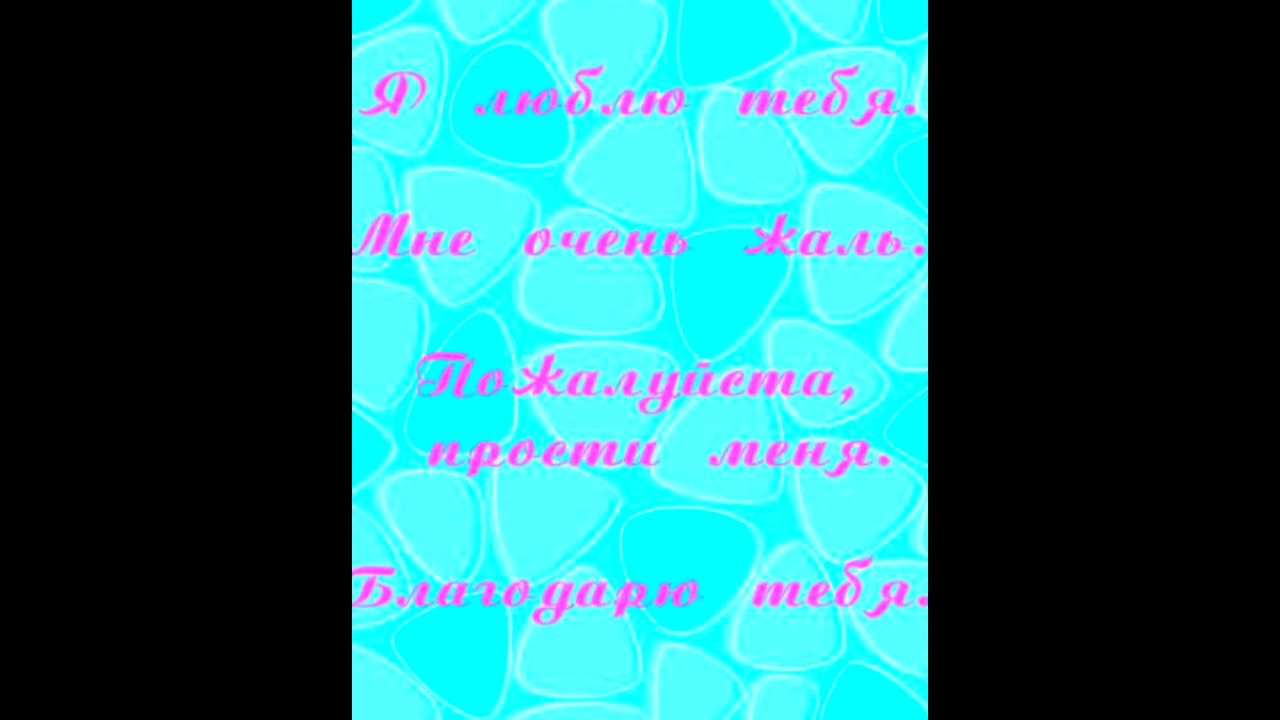 Я люблю тебя.
Мне очень жаль.
Пожалуйста,
прости меня.
Благодарю тебя.